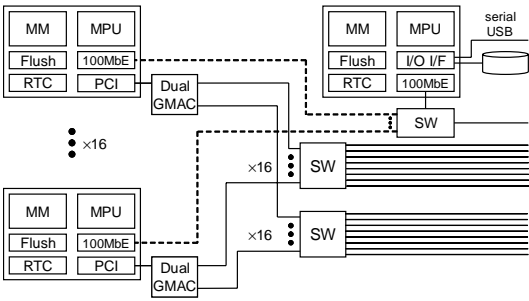 MM
MPU
Flush
100MbE
RTC
PCI
Dual
GMAC
×16
MM
MPU
Flush
100MbE
RTC
PCI
Dual
GMAC
MM
MPU
Flush
I/O I/F
RTC
100MbE
serial
USB
SW
×16
SW
×16
SW